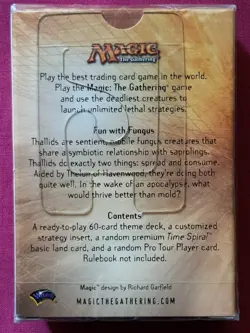 MAGIC
The Gathering
Play the best trading card game in the world.
Play the Magic: The Gathering® game
and use the deadliest creatures to
launch unlimited lethal strategies.
Fun with Fungus
Thallids are sentient, mobile fungus creatures that
share a symbiotic relationship with saprolings.
Thallids do exactly two things: spread and consume.
Aided by Thelon of Havenwood, they're doing both
quite well. In the wake of an apocalypse, what
would thrive better than mold?
Contents
A ready-to-play 60-card theme deck, a customized
strategy insert, a random premium Time Spiral™
basic land card, and a random Pro Tour Player card.
Rulebook not included.
Magic™ design by Richard Garfield
MAGICTHEGATHERING.COM